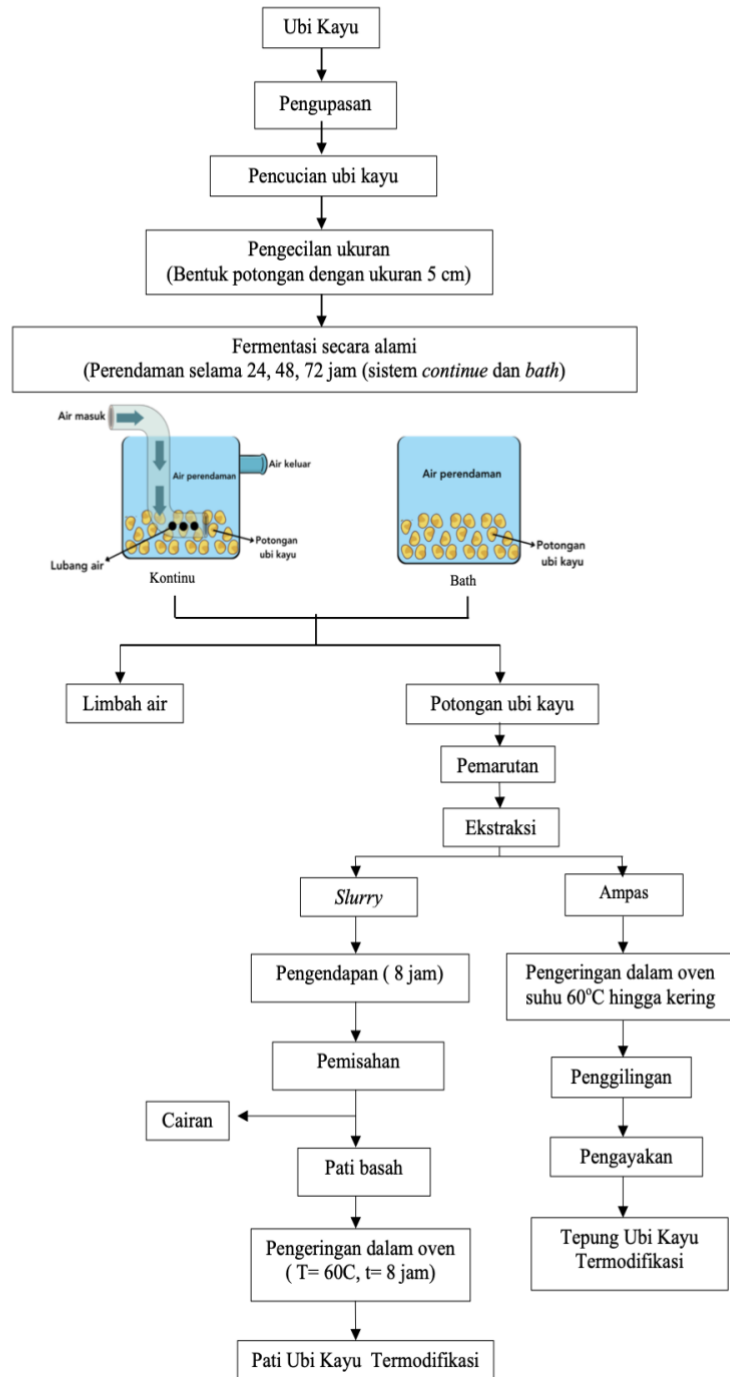 Ubi Kayu
Pengupasan
Pencucian ubi kayu
Pengecilan ukuran
(Bentuk potongan dengan ukuran 5 cm)
Fermentasi secara alami
(Perendaman selama 24, 48, 72 jam (sistem continue dan bath)
Air masuk
Air perendaman
Air keluar
Lubang air
Potongan
ubi kayu
Kontinu
Air perendaman
Potongan
ubi kayu
Bath
Limbah air
Potongan ubi kayu
Pemarutan
Ekstraksi
Slurry
Ampas
Pengendapan ( 8 jam)
Pengeringan dalam oven
suhu 60°C hingga kering
Pemisahan
Penggilingan
Cairan
Pati basah
Pengayakan
Pengeringan dalam oven
( T= 60C, t= 8 jam)
Tepung Ubi Kayu
Termodifikasi
Pati Ubi Kayu  Termodifikasi